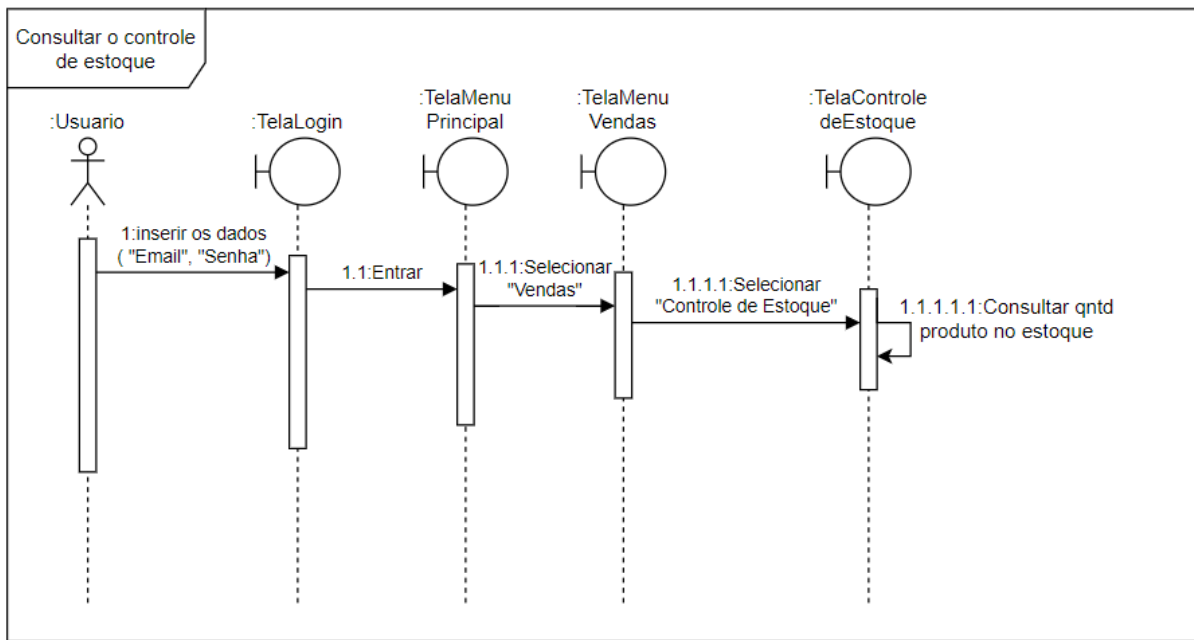 Consultar o controle
de estoque
:Usuario
:TelaLogin
:TelaMenu
Principal
:TelaMenu
Vendas
:TelaControle
deEstoque
1:inserir os dados
( "Email", "Senha")
1.1:Entrar
1.1.1:Selecionar
"Vendas"
1.1.1.1:Selecionar
"Controle de Estoque"
1.1.1.1.1:Consultar qntd
produto no estoque